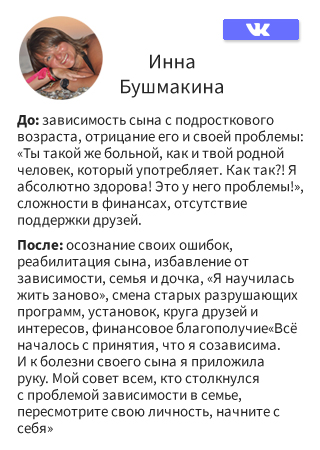 Инна
Бушмакина
До: зависимость сына с подросткового
возраста, отрицание его и своей проблемы:
«Ты такой же больной, как и твой родной
человек, который употребляет. Как так?! Я
абсолютно здорова! Это у него проблемы!»,
сложности в финансах, отсутствие
поддержки друзей.
После: осознание своих ошибок,
реабилитация сына, избавление от
зависимости, семья и дочка, «Я научилась
жить заново», смена старых разрушающих
программ, установок, круга друзей и
интересов, финансовое благополучие«Всё
началось с принятия, что я созависима.
И к болезни своего сына я приложила
руку. Мой совет всем, кто столкнулся
с проблемой зависимости в семье,
пересмотрите свою личность, начните с
себя»